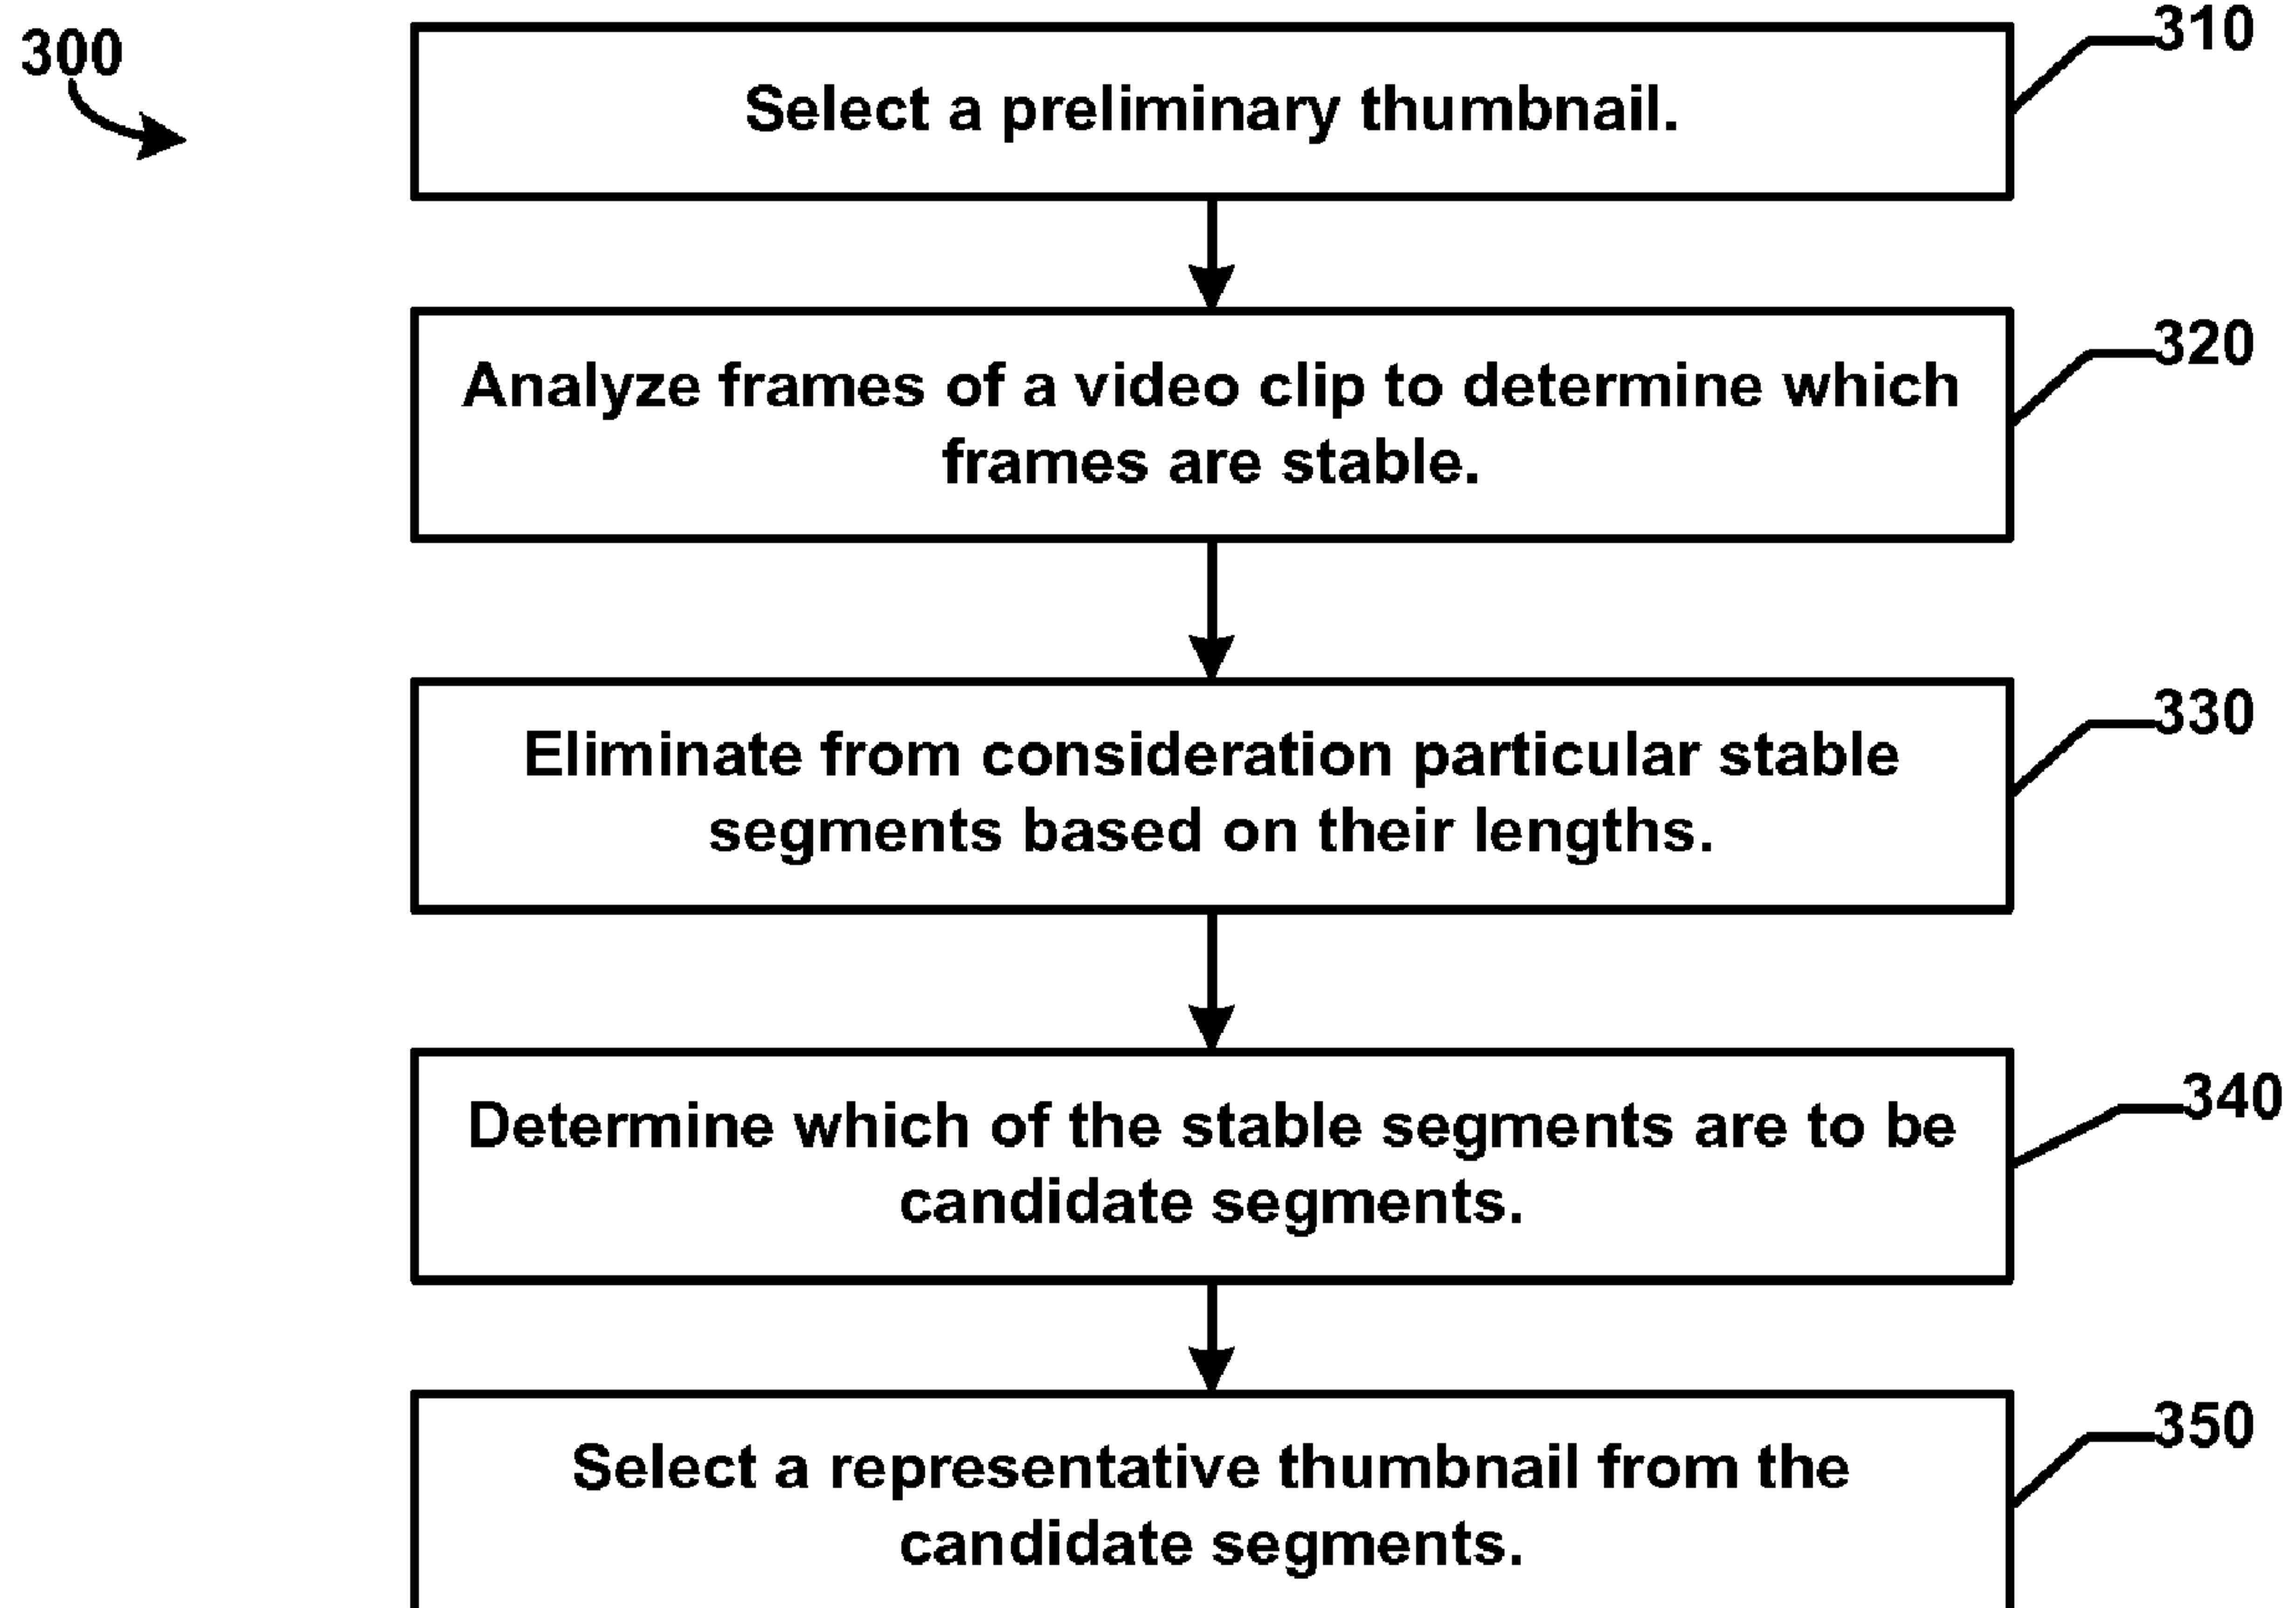 300
310
Select a preliminary thumbnail.
320
Analyze frames of a video clip to determine which
frames are stable.
330
Eliminate from consideration particular stable
segments based on their lengths.
340
Determine which of the stable segments are to be
candidate segments.
350
Select a representative thumbnail from the
candidate segments.